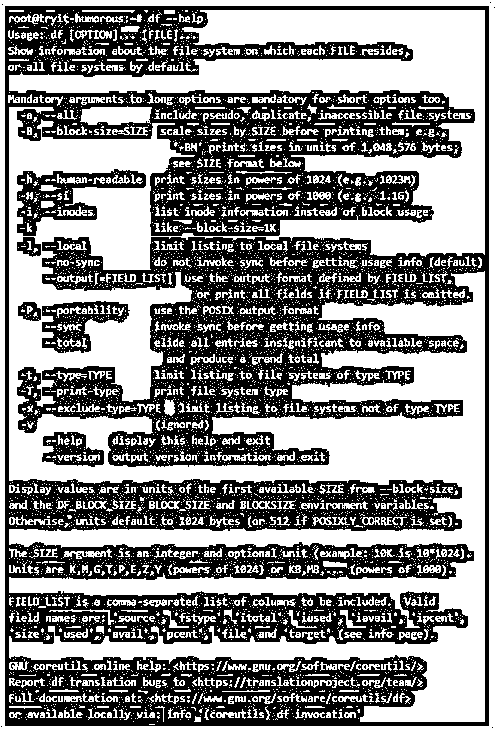 root@tryit-humorous:~# df --help
Usage: df [OPTION]... [FILE]...
Show information about the file system on which each FILE resides,
or all file systems by default.
Mandatory arguments to long options are mandatory for short options too.
-a, --all include pseudo, duplicate, inaccessible file systems
-B, --block-size=SIZE scale sizes by SIZE before printing them; e.g.,
'-BM' prints sizes in units of 1,048,576 bytes;
see SIZE format below
-h, --human-readable print sizes in powers of 1024 (e.g., 1023M)
-H, --si print sizes in powers of 1000 (e.g., 1.1G)
-i, --inodes list inode information instead of block usage
-k like --block-size=1K
-l, --local limit listing to local file systems
--no-sync do not invoke sync before getting usage info (default)
--output[=FIELD_LIST] use the output format defined by FIELD_LIST,
or print all fields if FIELD_LIST is omitted.
-P, --portability use the POSIX output format
--sync invoke sync before getting usage info
--total elide all entries insignificant to available space,
and produce a grand total
-t, --type=TYPE limit listing to file systems of type TYPE
-T, --print-type print file system type
-x, --exclude-type=TYPE limit listing to file systems not of type TYPE
-v (ignored)
--help display this help and exit
--version output version information and exit
Display values are in units of the first available SIZE from --block-size,
and the DF_BLOCK_SIZE, BLOCK_SIZE and BLOCKSIZE environment variables.
Otherwise, units default to 1024 bytes (or 512 if POSIXLY_CORRECT is set).
The SIZE argument is an integer and optional unit (example: 10K is 10*1024).
Units are K,M,G,T,P,E,Z,Y (powers of 1024) or KB,MB,... (powers of 1000).
FIELD_LIST is a comma-separated list of columns to be included. Valid
field names are: 'source', 'fstype', 'itotal', 'iused', 'iavail', 'ipcent',
'size', 'used', 'avail', 'pcent', 'file' and 'target' (see info page).
GNU coreutils online help: <https://www.gnu.org/software/coreutils/>
Report df translation bugs to <https://translationproject.org/team/>
Full documentation at: <https://www.gnu.org/software/coreutils/df>
or available locally via: info '(coreutils) df invocation'